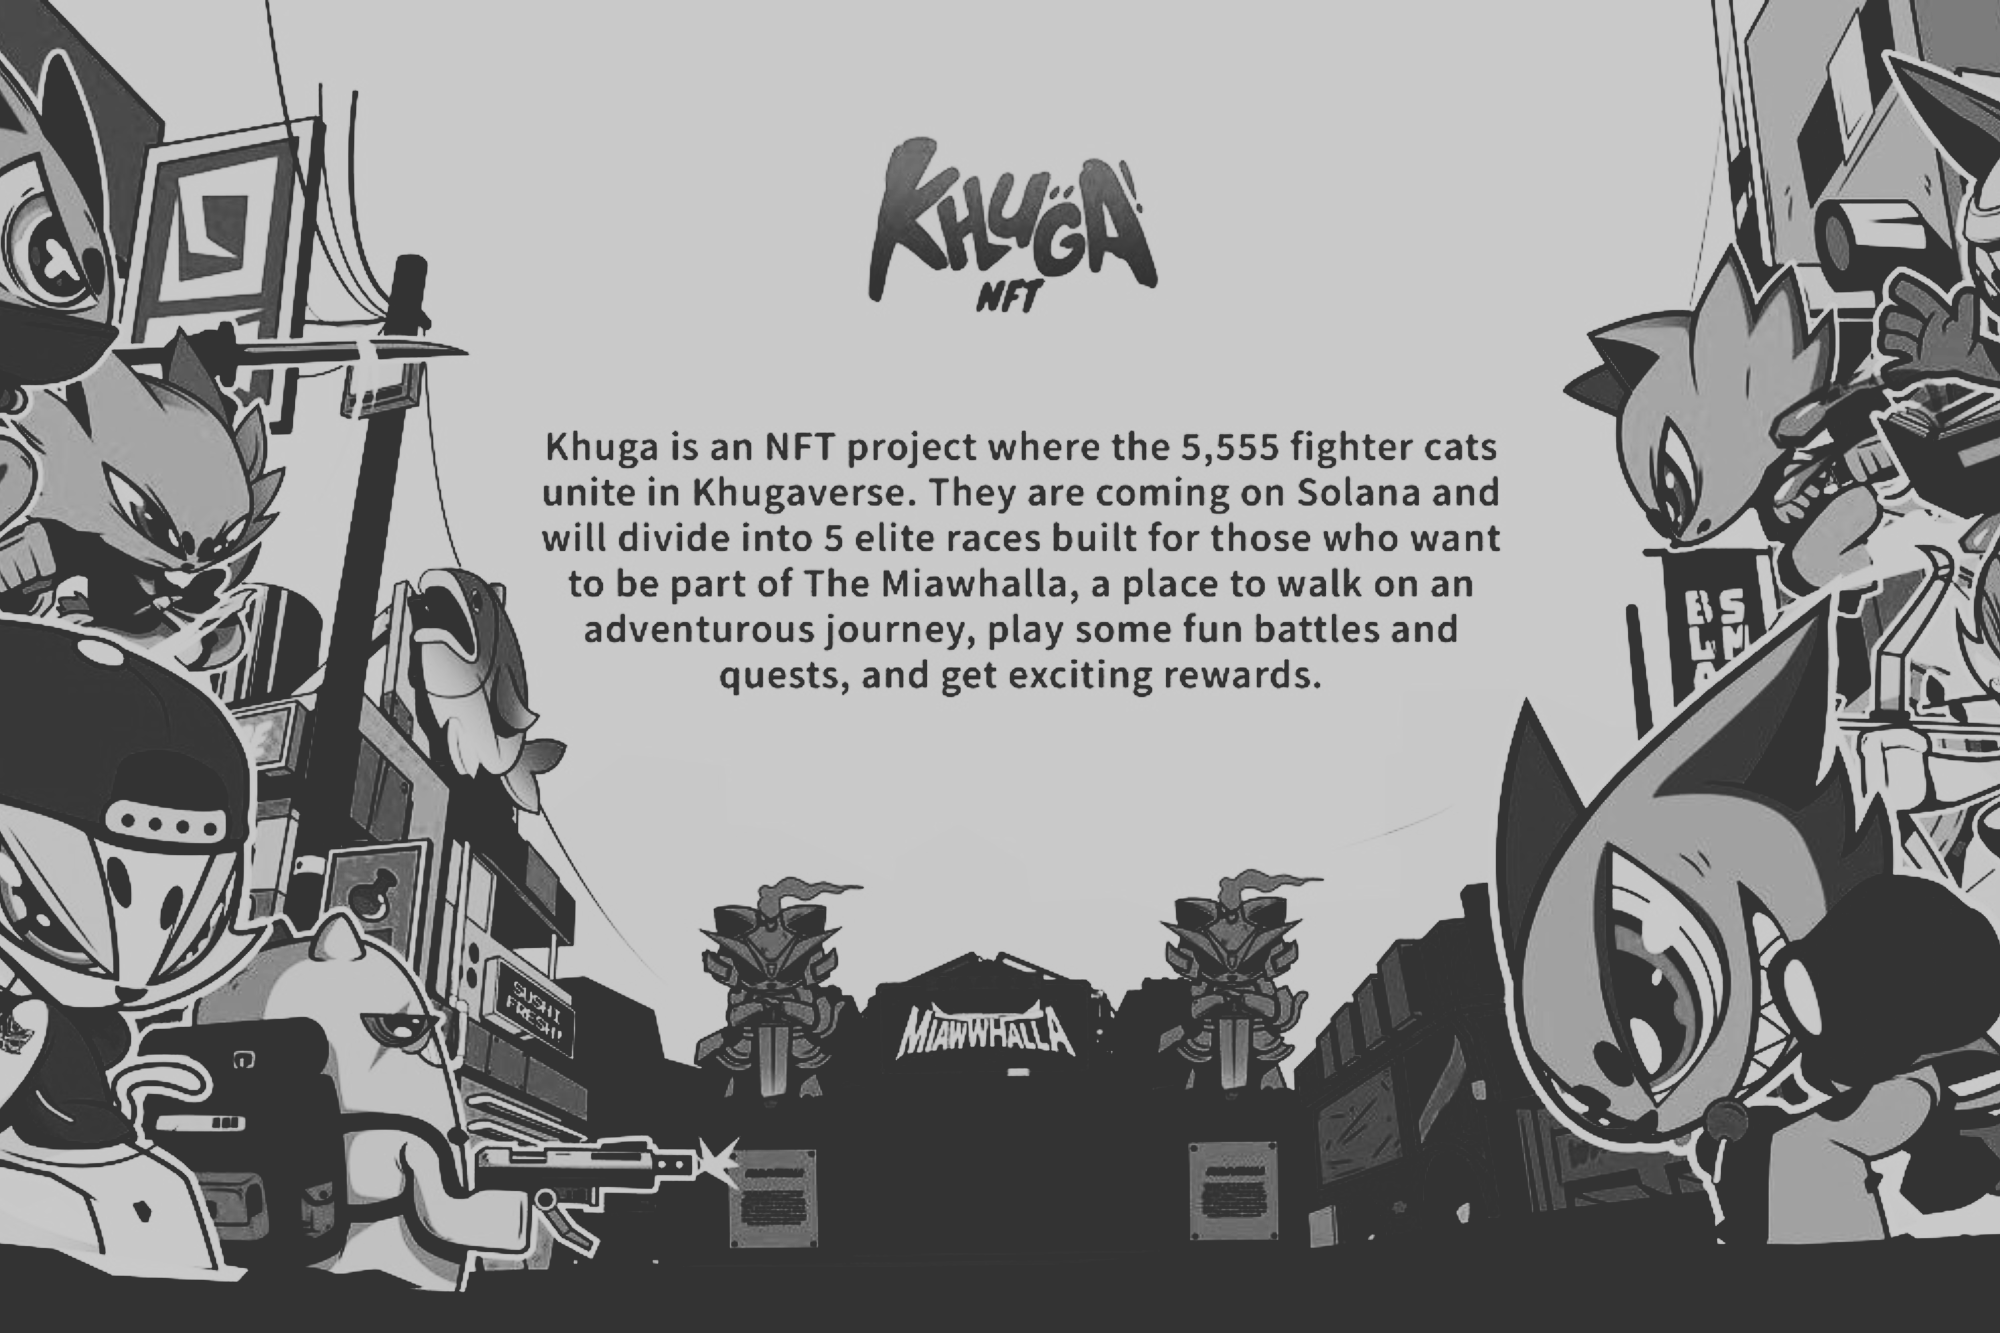 KHUGA
NFT
Khuga is an NFT project where the 5,555 fighter cats
unite in Khugaverse. They are coming on Solana and
will divide into 5 elite races built for those who want
to be part of The Miawhalla, a place to walk on an
adventurous journey, play some fun battles and
quests, and get exciting rewards.
SUSHI
FRESH!
MIAWWHALLA